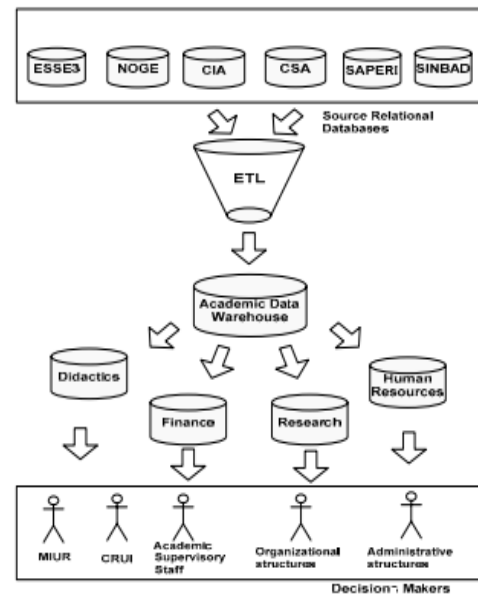 ESSE3 NOGE CIA CSA SAPERI SINBAD
Source Relational
Databases
ETL
Academic Data
Warehouse
Didactics
Human
Resources
Finance
Research
MIUR
CRUI
Academic
Supervisory
Staff
Organizational
structures
Administrative
structures
Decision Makers